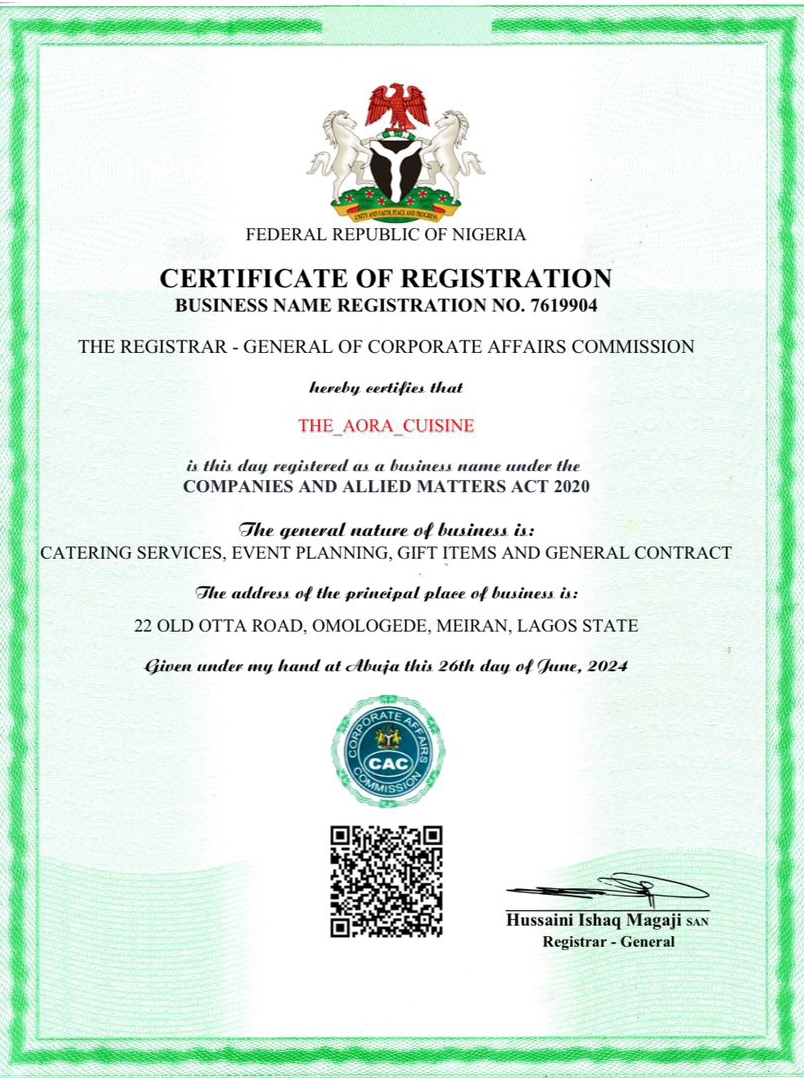 UNITY AND FAITH, PEACE AND PROGRESS
FEDERAL REPUBLIC OF NIGERIA
CERTIFICATE OF REGISTRATION
BUSINESS NAME REGISTRATION NO. 7619904
THE REGISTRAR - GENERAL OF CORPORATE AFFAIRS COMMISSION
hereby certifies that
THE_AORA_CUISINE
is this day registered as a business name under the
COMPANIES AND ALLIED MATTERS ACT 2020
The general nature of business is:
CATERING SERVICES, EVENT PLANNING, GIFT ITEMS AND GENERAL CONTRACT
The address of the principal place of business is:
22 OLD OTTA ROAD, OMOLOGEDE, MEIRAN, LAGOS STATE
Given under my hand at Abuja this 26th day of June, 2024
CORPORATE AFFAIRS
CAC
COMMISSION
Hussaini Ishaq Magaji SAN
Registrar - General